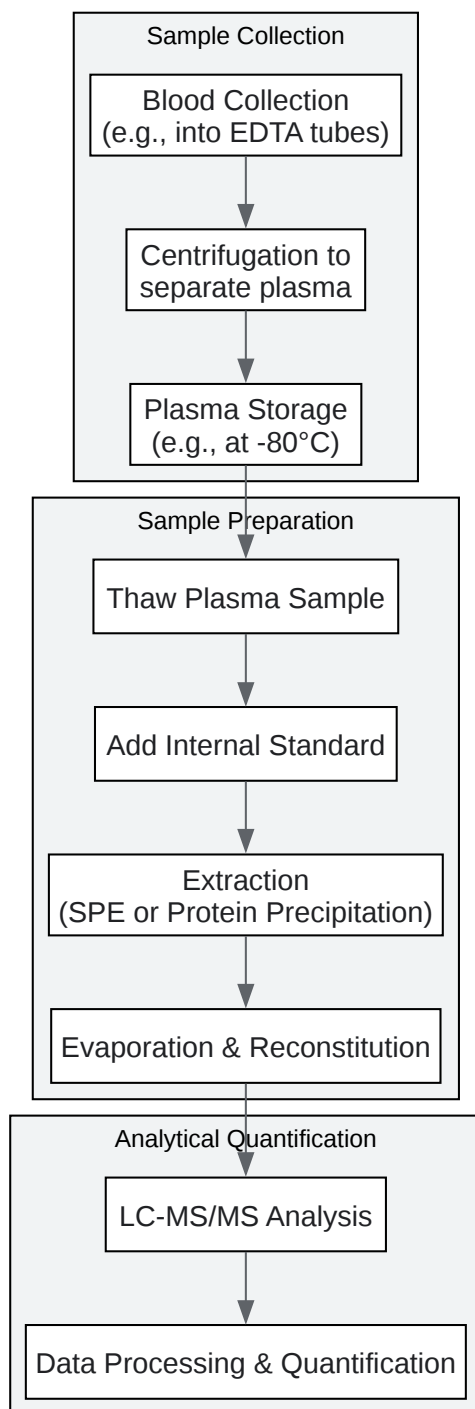 Sample Collection
Blood Collection
(e.g., into EDTA tubes)
Centrifugation to
separate plasma
Plasma Storage
(e.g., at -80°C)
Sample Preparation
Thaw Plasma Sample
Add Internal Standard
Extraction
(SPE or Protein Precipitation)
Evaporation & Reconstitution
Analytical Quantification
LC-MS/MS Analysis
Data Processing & Quantification